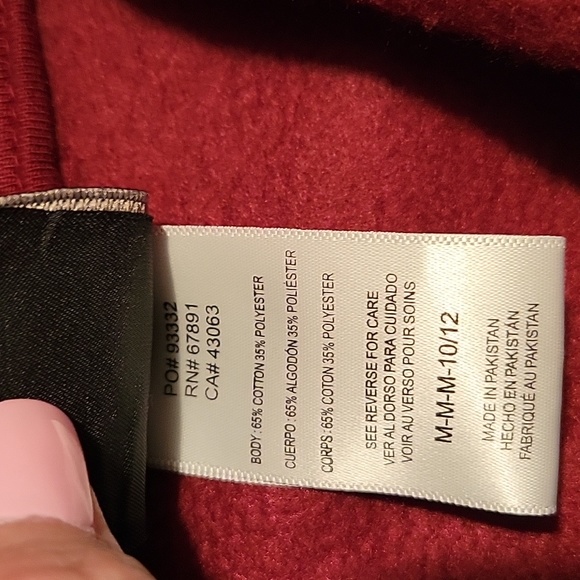 PO# 93332
RN# 67891
CA# 43063
BODY : 65% COTTON 35% POLYESTER
CUERPO : 65% ALGODÓN 35% POLIÉSTER
CORPS : 65% COTON 35% POLYESTER
SEE REVERSE FOR CARE
VER AL DORSO PARA CUIDADO
VOIR AU VERSO POUR SOINS
M-M-M-10/12
MADE IN PAKISTAN
HECHO EN PAKISTÁN
FABRIQUÉ AU PAKISTAN